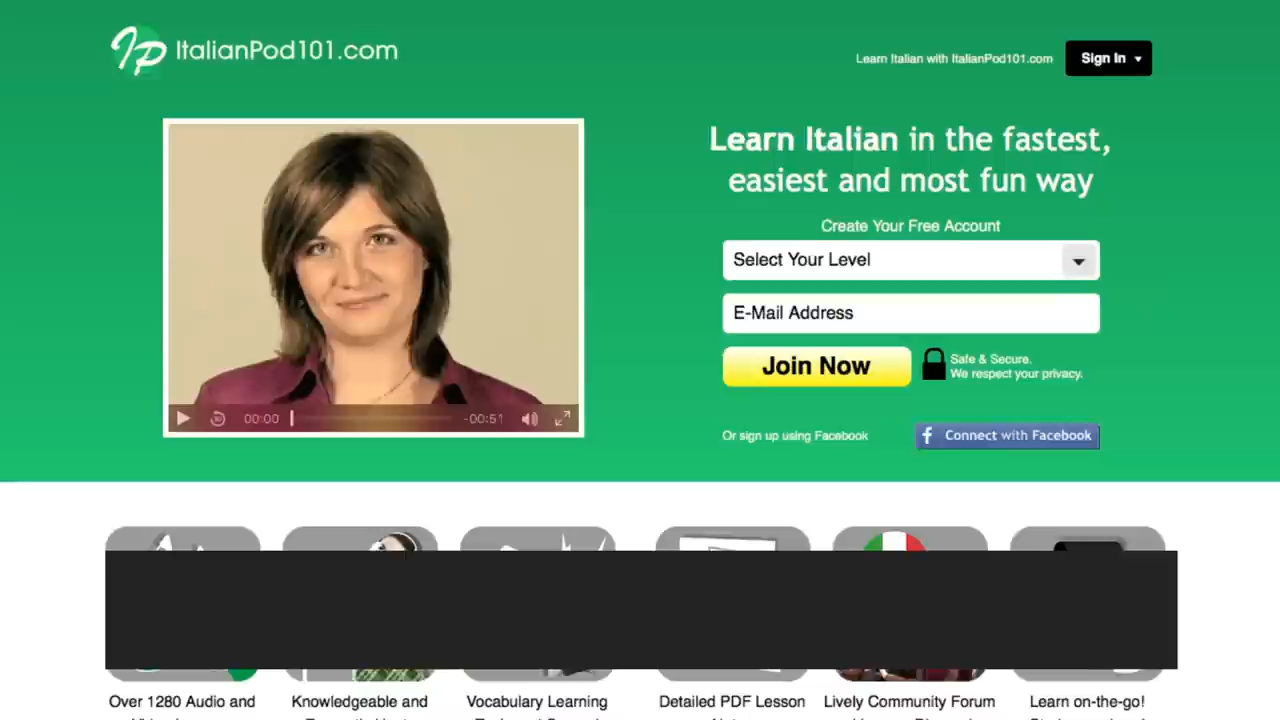 ItalianPod101.com
Learn Italian with ItalianPod101.com
Sign In
Learn Italian in the fastest,
easiest and most fun way
Create Your Free Account
Select Your Level
E-Mail Address
Join Now
Safe & Secure.
We respect your privacy.
00:00
-00:51
Or sign up using Facebook
Connect with Facebook
Over 1280 Audio and
Knowledgeable and
Vocabulary Learning
Detailed PDF Lesson
Lively Community Forum
Learn on-the-go!